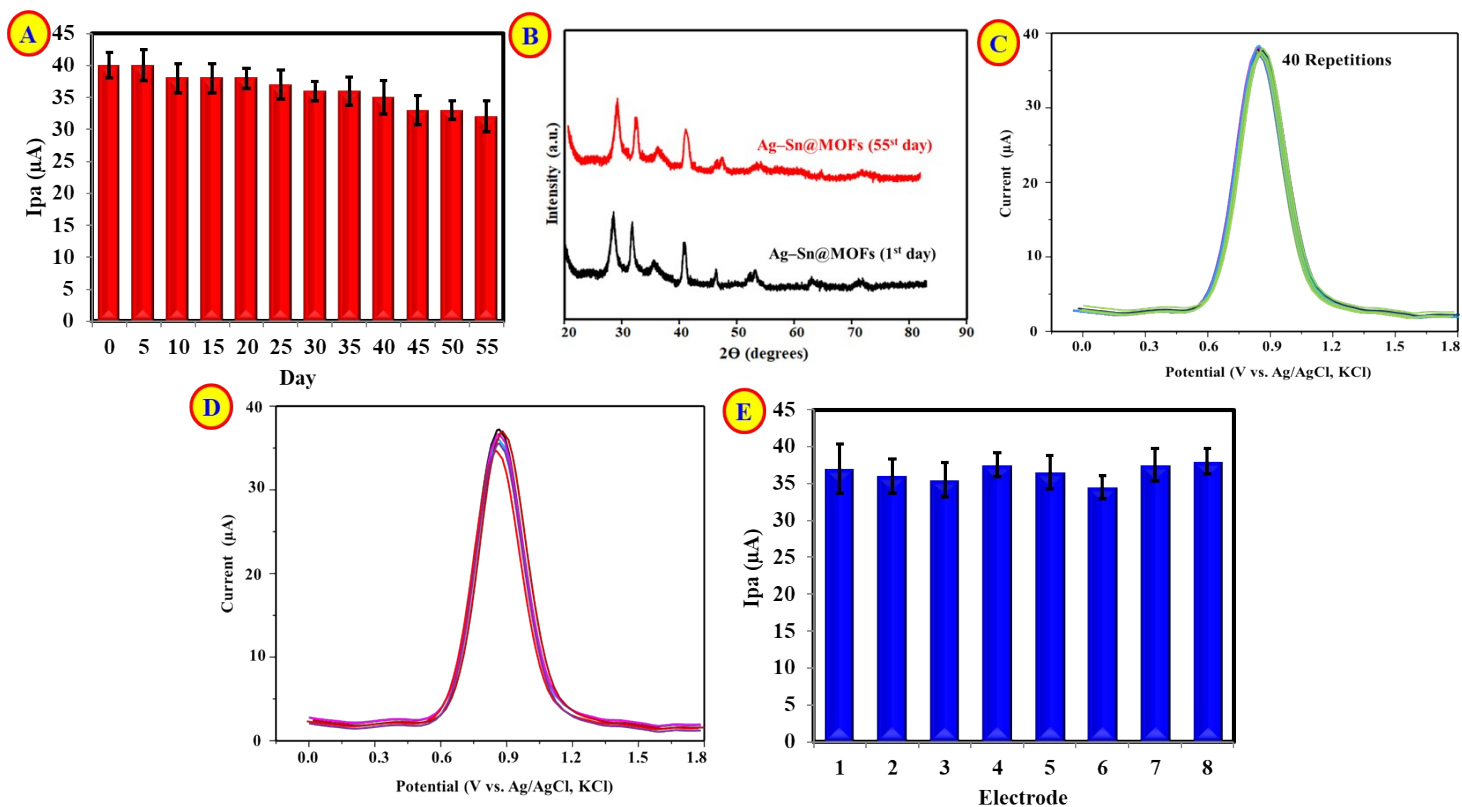 A
45
40
35
30
25
20
15
10
5
0
Ipa (µA)
0 5 10 15 20 25 30 35 40 45 50 55
Day
B
Intensity (a.u.)
Ag–Sn@MOFs (55st day)
Ag–Sn@MOFs (1st day)
20 30 40 50 60 70 80 90
2ϴ (degrees)
C
40
30
20
10
0
Current (µA)
40 Repetitions
0.0 0.3 0.6 0.9 1.2 1.5 1.8
Potential (V vs. Ag/AgCl, KCl)
D
40
30
20
10
0
Current (µA)
0.0 0.3 0.6 0.9 1.2 1.5 1.8
Potential (V vs. Ag/AgCl, KCl)
E
45
40
35
30
25
20
15
10
5
0
Ipa (µA)
1 2 3 4 5 6 7 8
Electrode